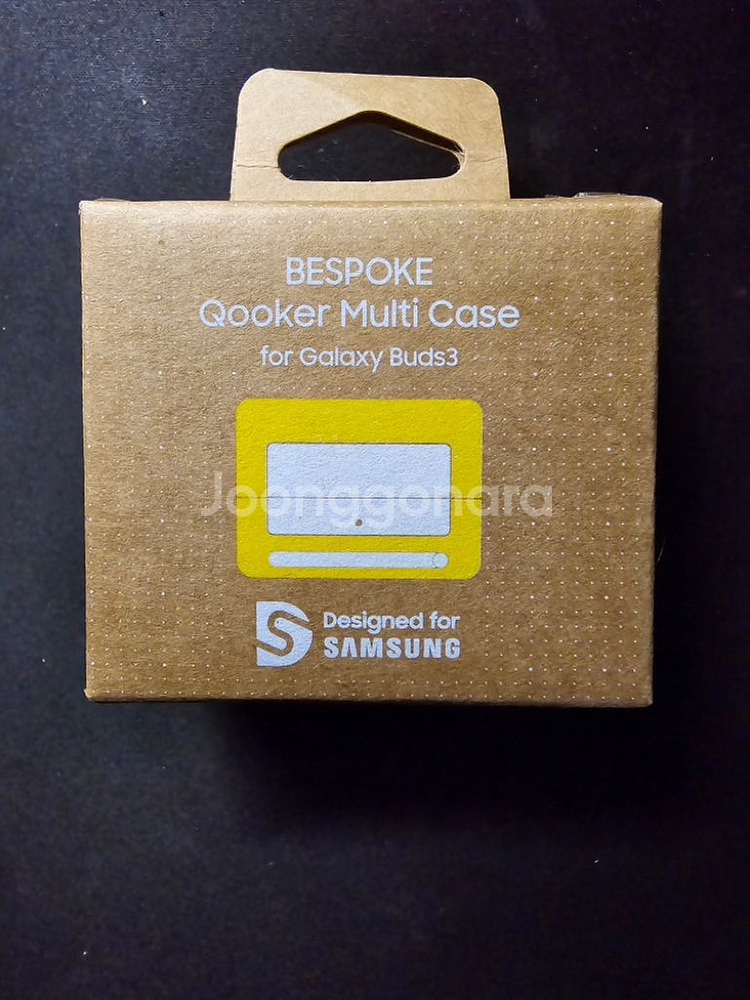 BESPOKE
Qooker Multi Case
for Galaxy Buds3
Joonggonara
Designed for
SAMSUNG